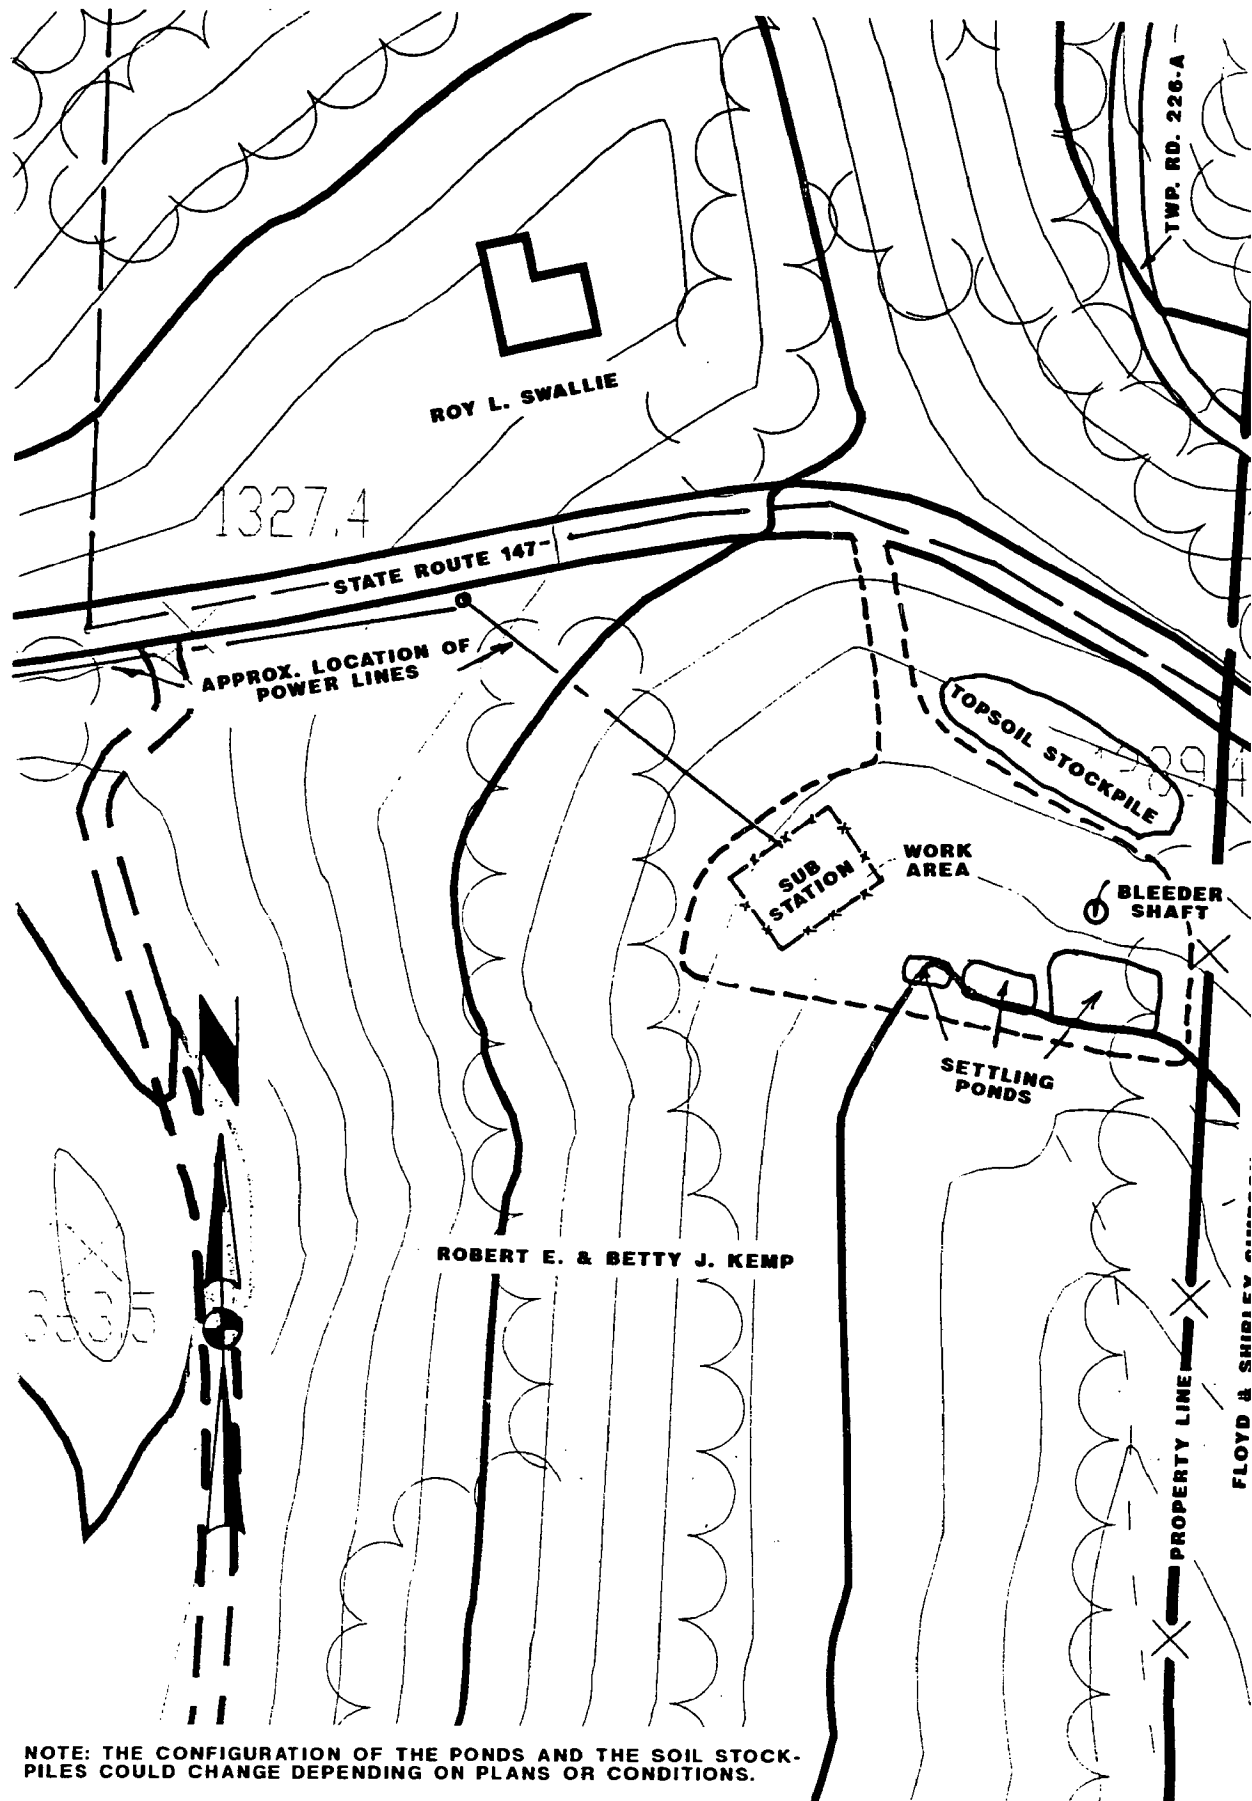 TWP. RD. 226-A
ROY L. SWALLIE
1327.4
STATE ROUTE 147
APPROX. LOCATION OF
POWER LINES
TOPSOIL STOCKPILE
SUB
STATION
WORK
AREA
BLEEDER
SHAFT
SETTLING
PONDS
ROBERT E. & BETTY J. KEMP
PROPERTY LINE
FLOYD & SHIRLEY
NOTE: THE CONFIGURATION OF THE PONDS AND THE SOIL STOCK-
PILES COULD CHANGE DEPENDING ON PLANS OR CONDITIONS.